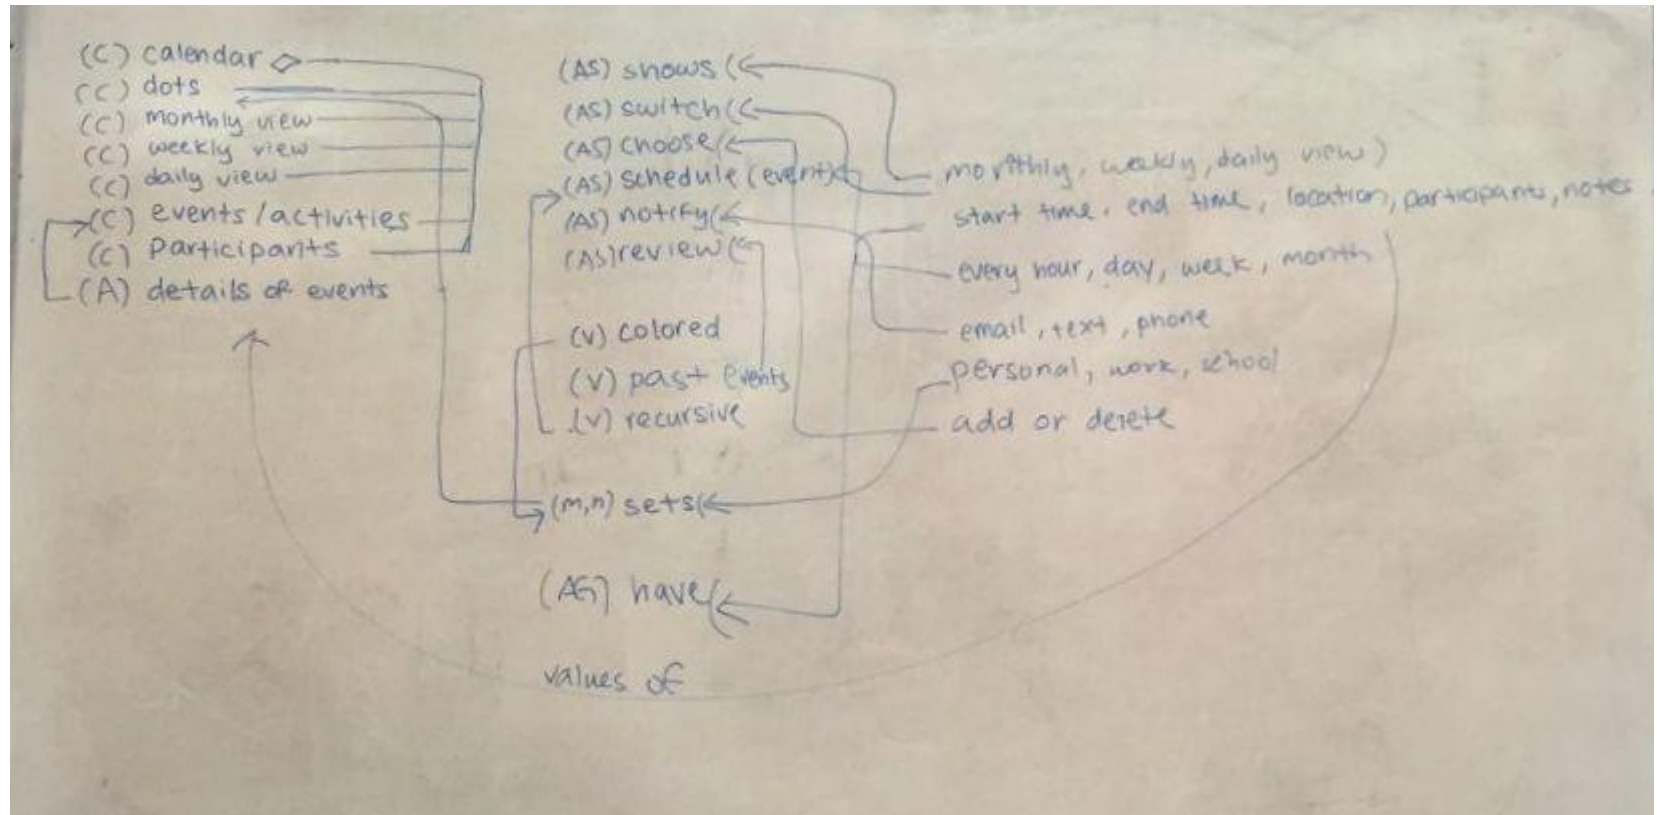 (C) calendar
(C) dots
(C) monthly view
(C) weekly view
(C) daily view
(C) events/activities
(C) Participants
(A) details of events
(AS) shows (
(AS) switch (
(AS) choose (
(AS) schedule (event)
(AS) notify (
(AS) review (
(V) colored
(V) past events
(V) recursive
(m,n) sets (
(AS) have (
values of
monthly, weekly, daily view)
start time, end time, location, participants, notes
every hour, day, week, month
email, text, phone
personal, work, school
add or delete